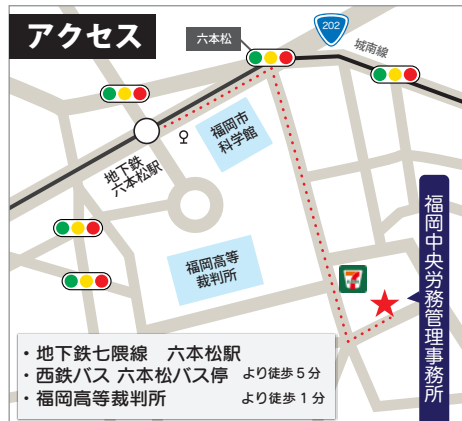 アクセス
六本松
202
城南線
福岡市
科学館
地下鉄
六本松駅
福岡高等
裁判所
7
福岡中央労務管理事務所
・地下鉄七隈線　六本松駅
・西鉄バス 六本松バス停 より徒歩5分
・福岡高等裁判所 より徒歩1分